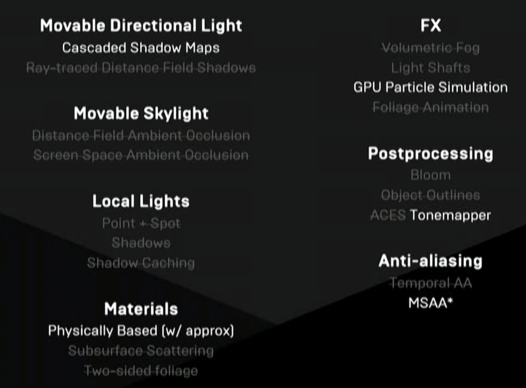 Movable Directional Light
Cascaded Shadow Maps
Ray-traced Distance Field Shadows
Movable Skylight
Distance Field Ambient Occlusion
Screen Space Ambient Occlusion
Local Lights
Point + Spot
Shadows
Shadow Caching
Materials
Physically Based (w/ approx)
Subsurface Scattering
Two-sided foliage
FX
Volumetric Fog
Light Shafts
GPU Particle Simulation
Foliage Animation
Postprocessing
Bloom
Object Outlines
ACES Tonemapper
Anti-aliasing
Temporal AA
MSAA*